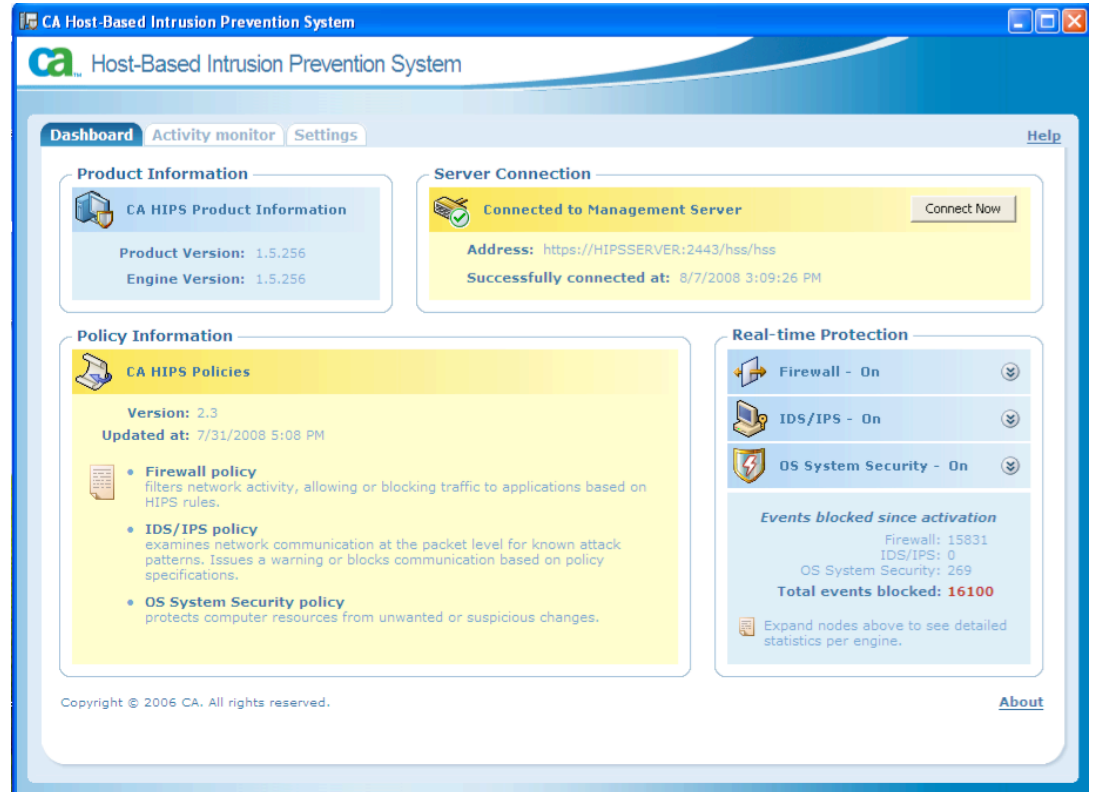 CA Host-Based Intrusion Prevention System
ca™ Host-Based Intrusion Prevention System
Dashboard Activity monitor Settings Help
Product Information
CA HIPS Product Information
Product Version: 1.5.256
Engine Version: 1.5.256
Server Connection
Connected to Management Server Connect Now
Address: https://HIPSSERVER:2443/hss/hss
Successfully connected at: 8/7/2008 3:09:26 PM
Policy Information
CA HIPS Policies
Version: 2.3
Updated at: 7/31/2008 5:08 PM
• Firewall policy
filters network activity, allowing or blocking traffic to applications based on
HIPS rules.
• IDS/IPS policy
examines network communication at the packet level for known attack
patterns. Issues a warning or blocks communication based on policy
specifications.
• OS System Security policy
protects computer resources from unwanted or suspicious changes.
Real-time Protection
Firewall - On
IDS/IPS - On
OS System Security - On
Events blocked since activation
Firewall: 15831
IDS/IPS: 0
OS System Security: 269
Total events blocked: 16100
Expand nodes above to see detailed
statistics per engine.
Copyright © 2006 CA. All rights reserved.
About